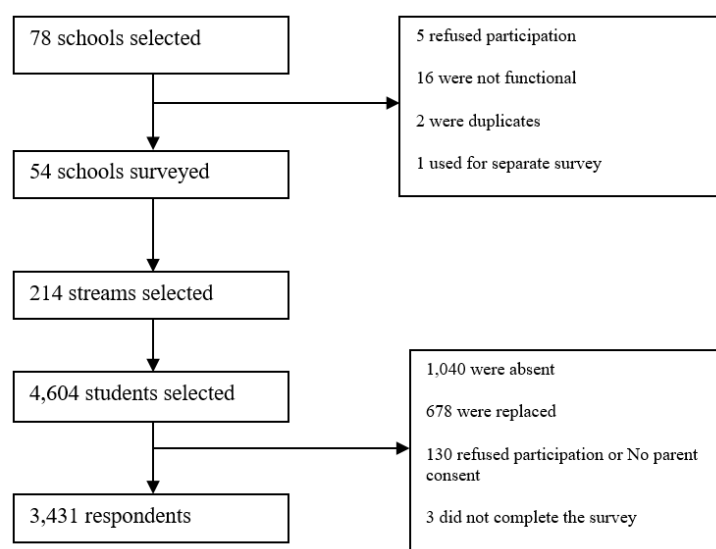 78 schools selected
5 refused participation
16 were not functional
2 were duplicates
1 used for separate survey
54 schools surveyed
214 streams selected
4,604 students selected
1,040 were absent
678 were replaced
130 refused participation or No parent
consent
3 did not complete the survey
3,431 respondents